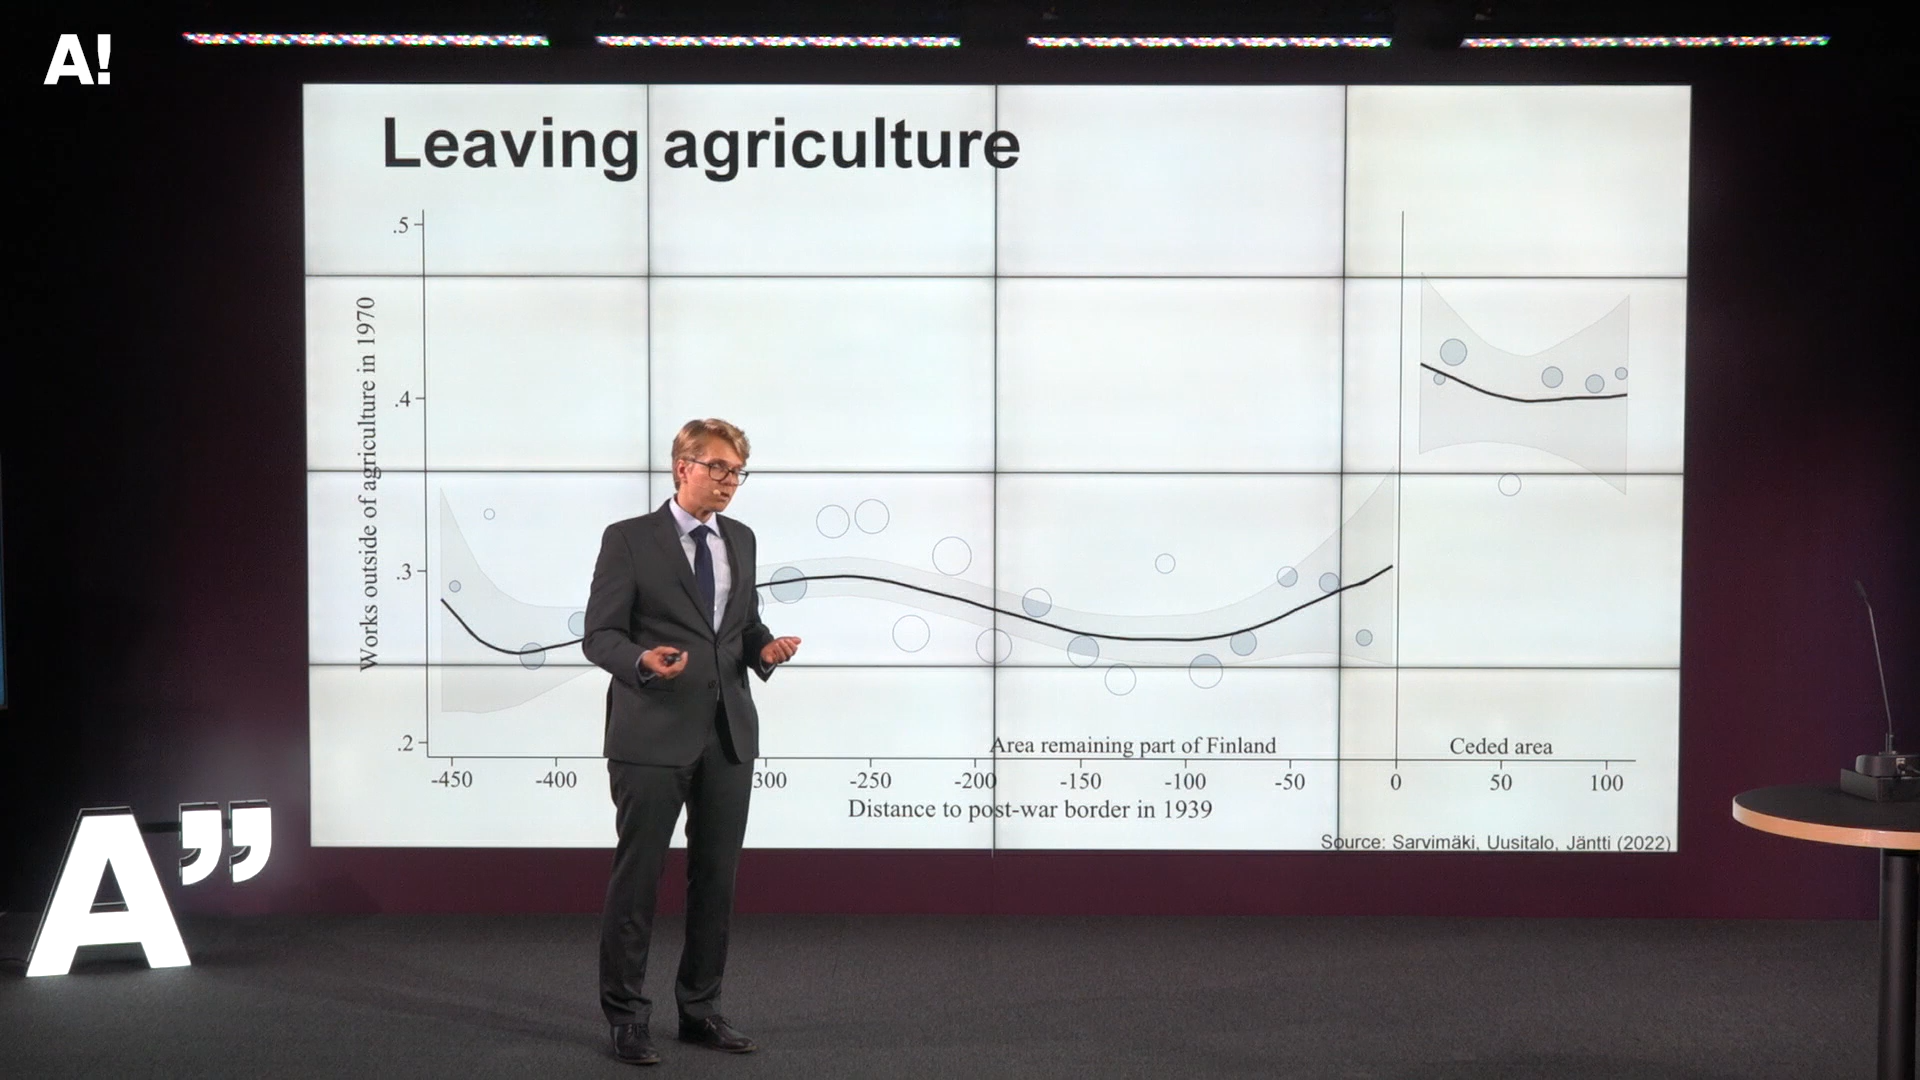 A!
Leaving agriculture
.5
.4
.3
.2
Works outside of agriculture in 1970
Area remaining part of Finland
Ceded area
-450 -400 300 -250 -200 -150 -100 -50 0 50 100
Distance to post-war border in 1939
Source: Sarvimäki, Uusitalo, Jäntti (2022)
A”